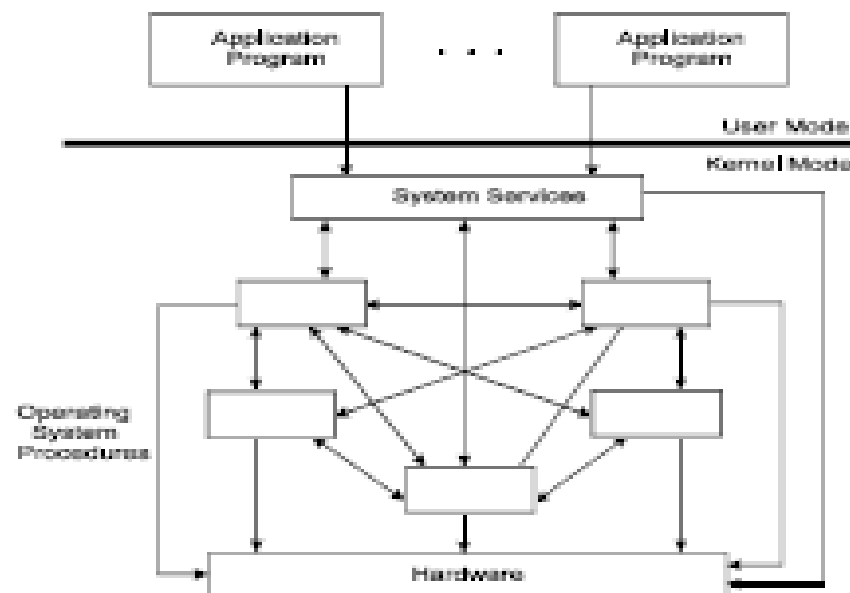 Application
Program
. . .
Application
Program
User Mode
Kernel Mode
System Services
Operating
System
Procedures
Hardware